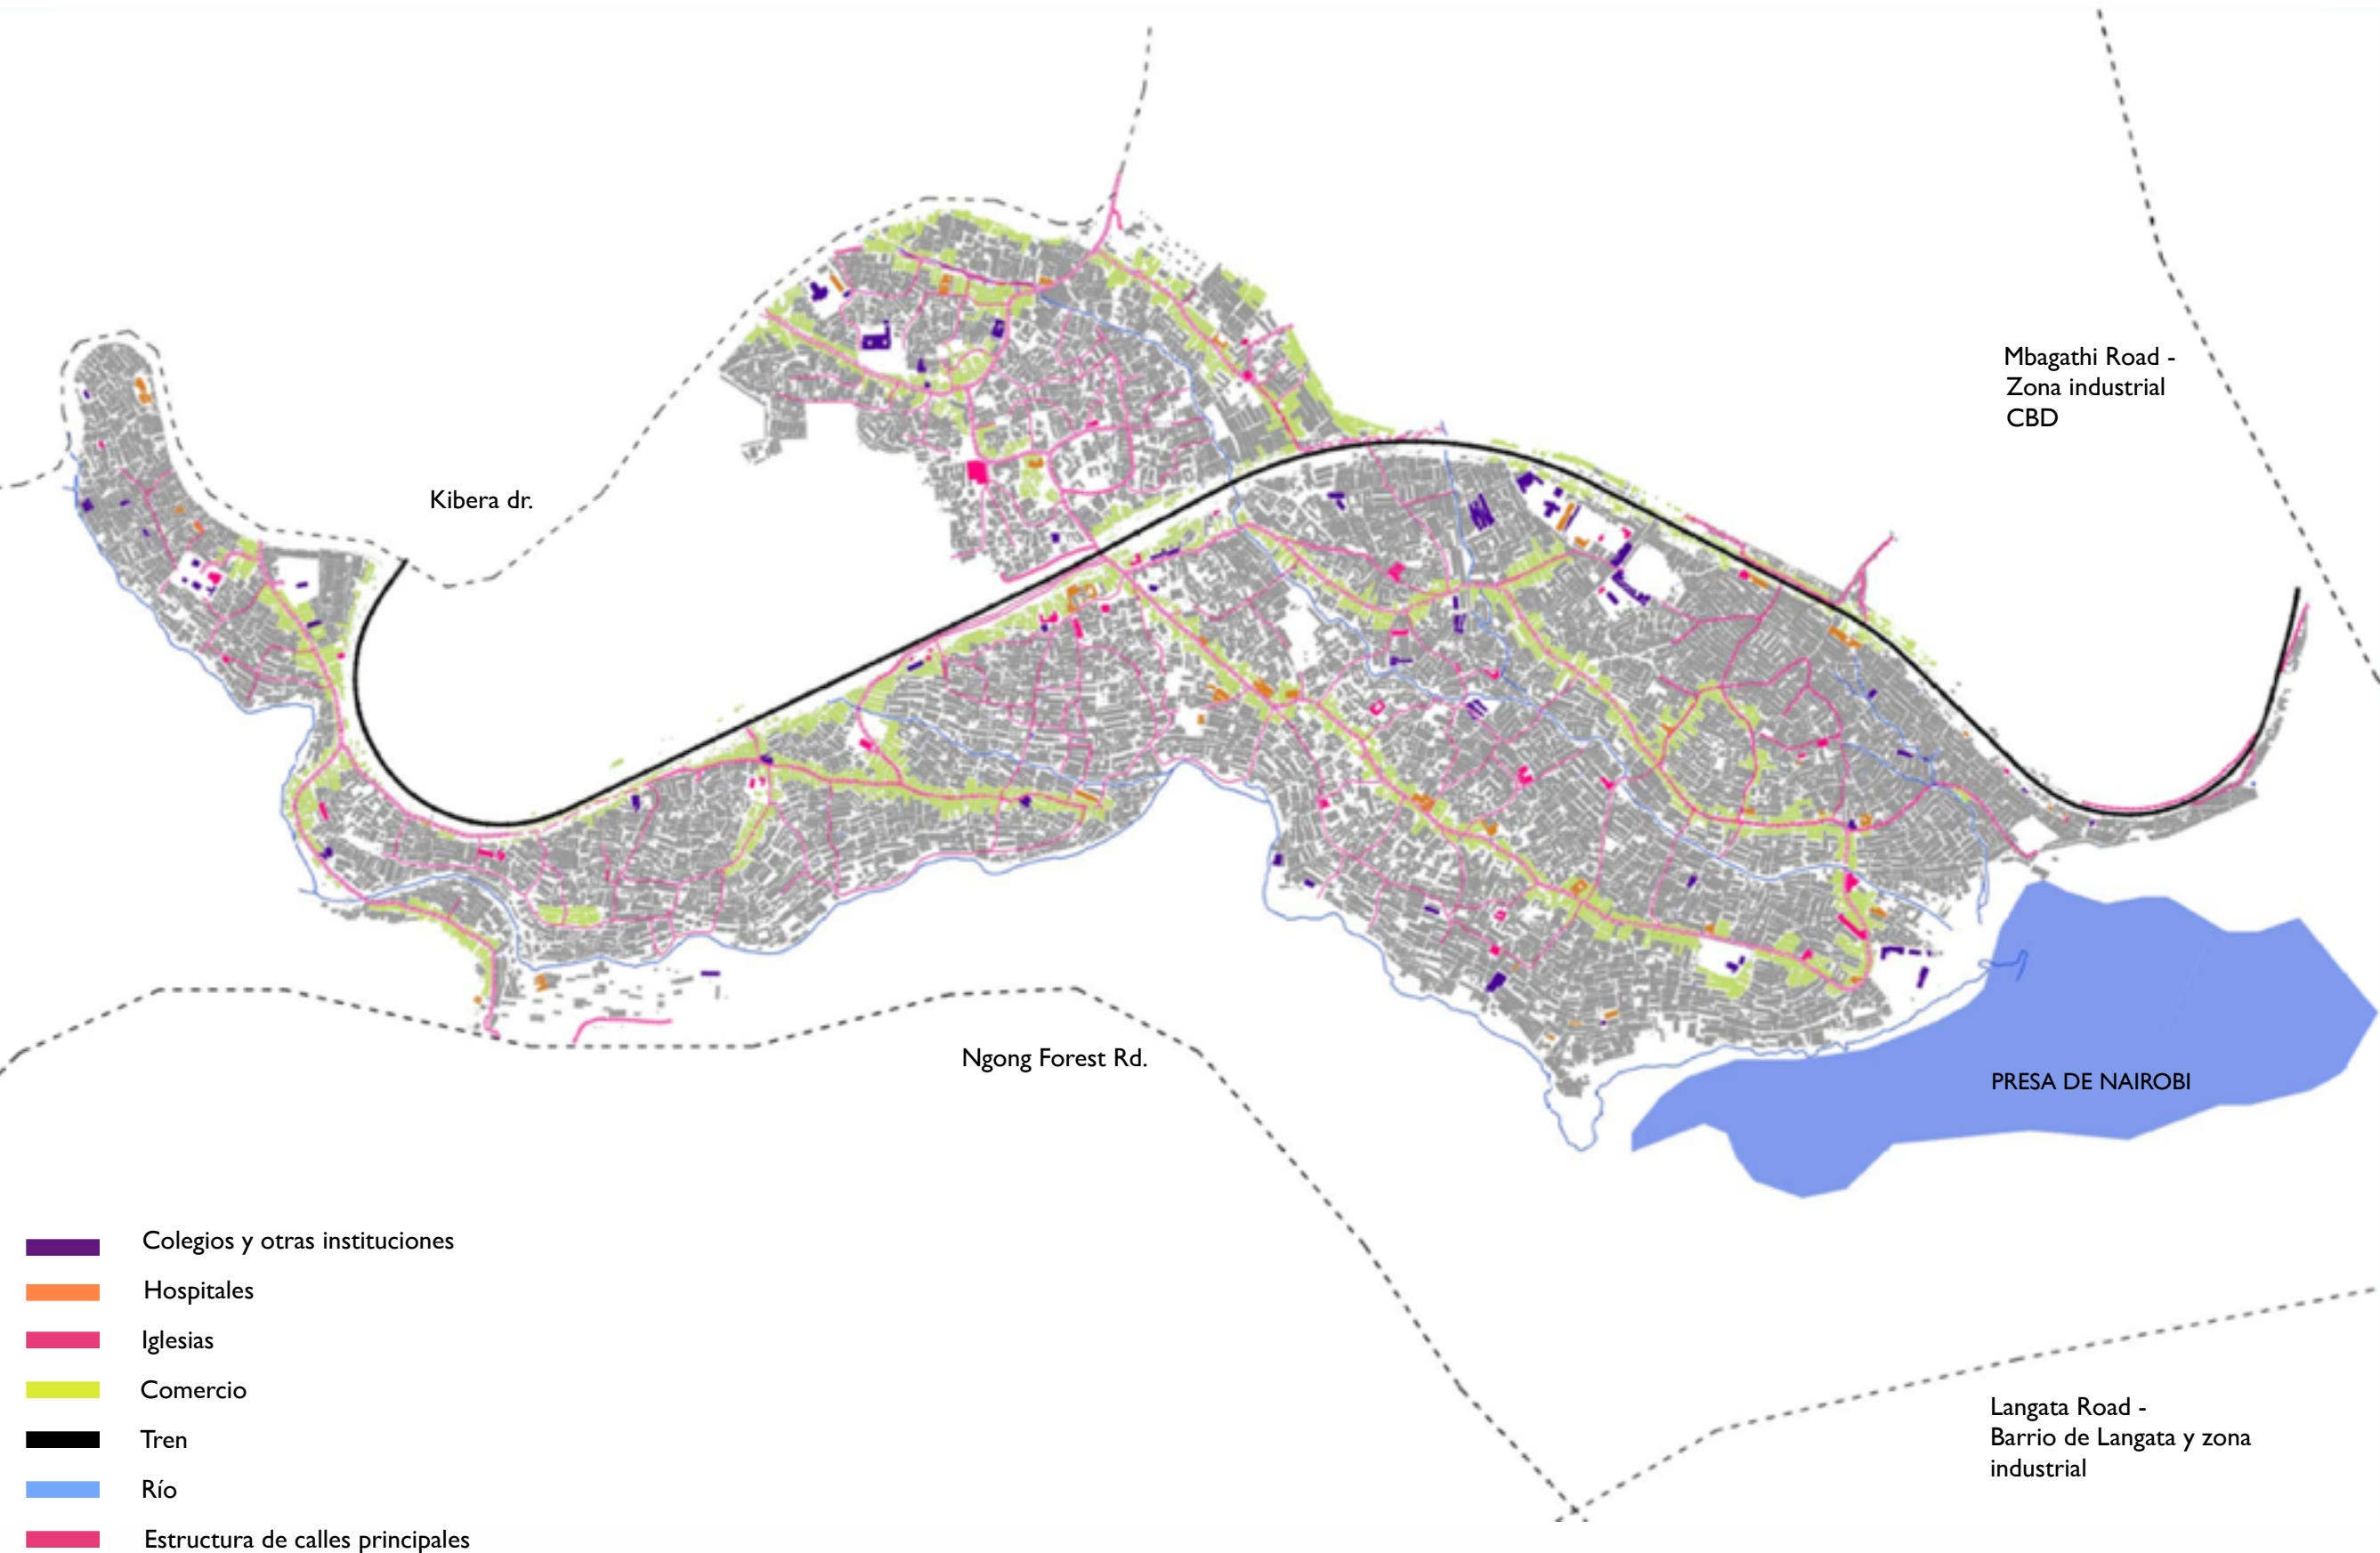 Mbagathi Road -
Zona industrial
CBD
Kibera dr.
Ngong Forest Rd.
PRESA DE NAIROBI
Colegios y otras instituciones
Hospitales
Iglesias
Comercio
Tren
Río
Estructura de calles principales
Langata Road -
Barrio de Langata y zona
industrial